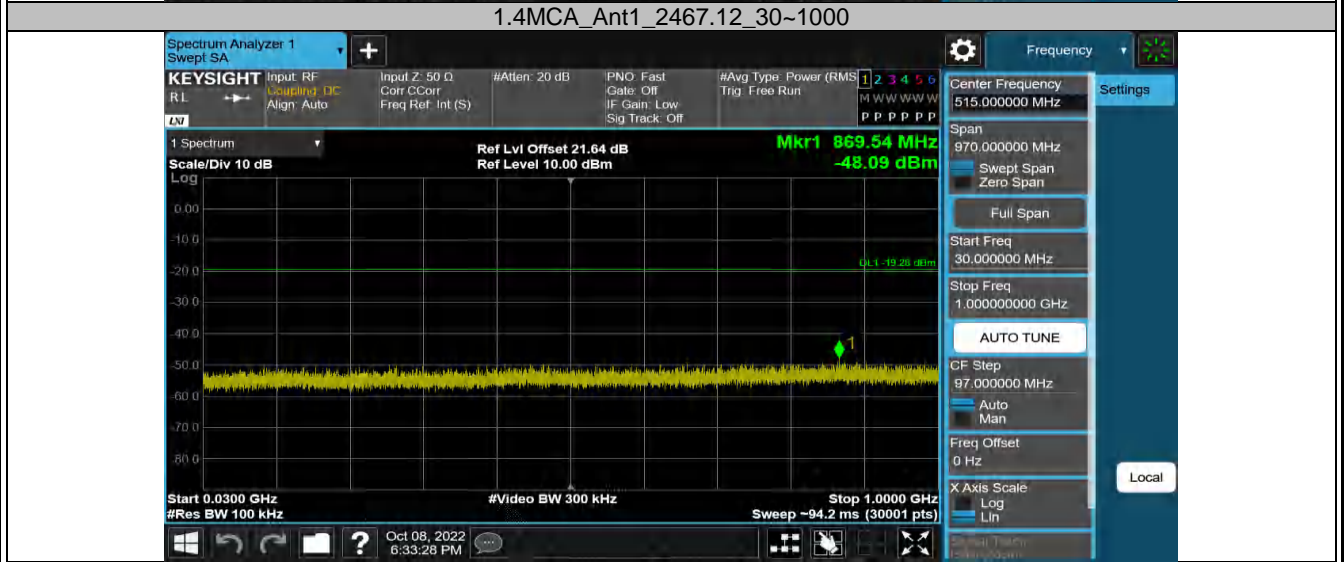 1.4MCA_Ant1_2467.12_30~1000
Spectrum Analyzer 1
Swept SA
+
Frequency
KEYSIGHT
RL
LXI
Input: RF
Coupling: DC
Align: Auto
Input Z: 50 Ω
Corr CCorr
Freq Ref: Int (S)
#Atten: 20 dB
PNO: Fast
Gate: Off
IF Gain: Low
Sig Track: Off
#Avg Type: Power (RMS
Trig: Free Run
1 2 3 4 5 6
M W W W W W
P P P P P P
Center Frequency
515.000000 MHz
Settings
1 Spectrum
Scale/Div 10 dB
Ref Lvl Offset 21.64 dB
Ref Level 10.00 dBm
Mkr1 869.54 MHz
-48.09 dBm
Span
970.000000 MHz
Swept Span
Zero Span
Full Span
Start Freq
30.000000 MHz
Stop Freq
1.000000000 GHz
AUTO TUNE
CF Step
97.000000 MHz
Auto
Man
Freq Offset
0 Hz
X Axis Scale
Log
Lin
Local
Log
0.00
-10.0
DL1 -19.28 dBm
-20.0
-30.0
-40.0
1
-50.0
-60.0
-70.0
-80.0
Start 0.0300 GHz
#Res BW 100 kHz
#Video BW 300 kHz
Stop 1.0000 GHz
Sweep ~94.2 ms (30001 pts)
?
Oct 08, 2022
6:33:28 PM